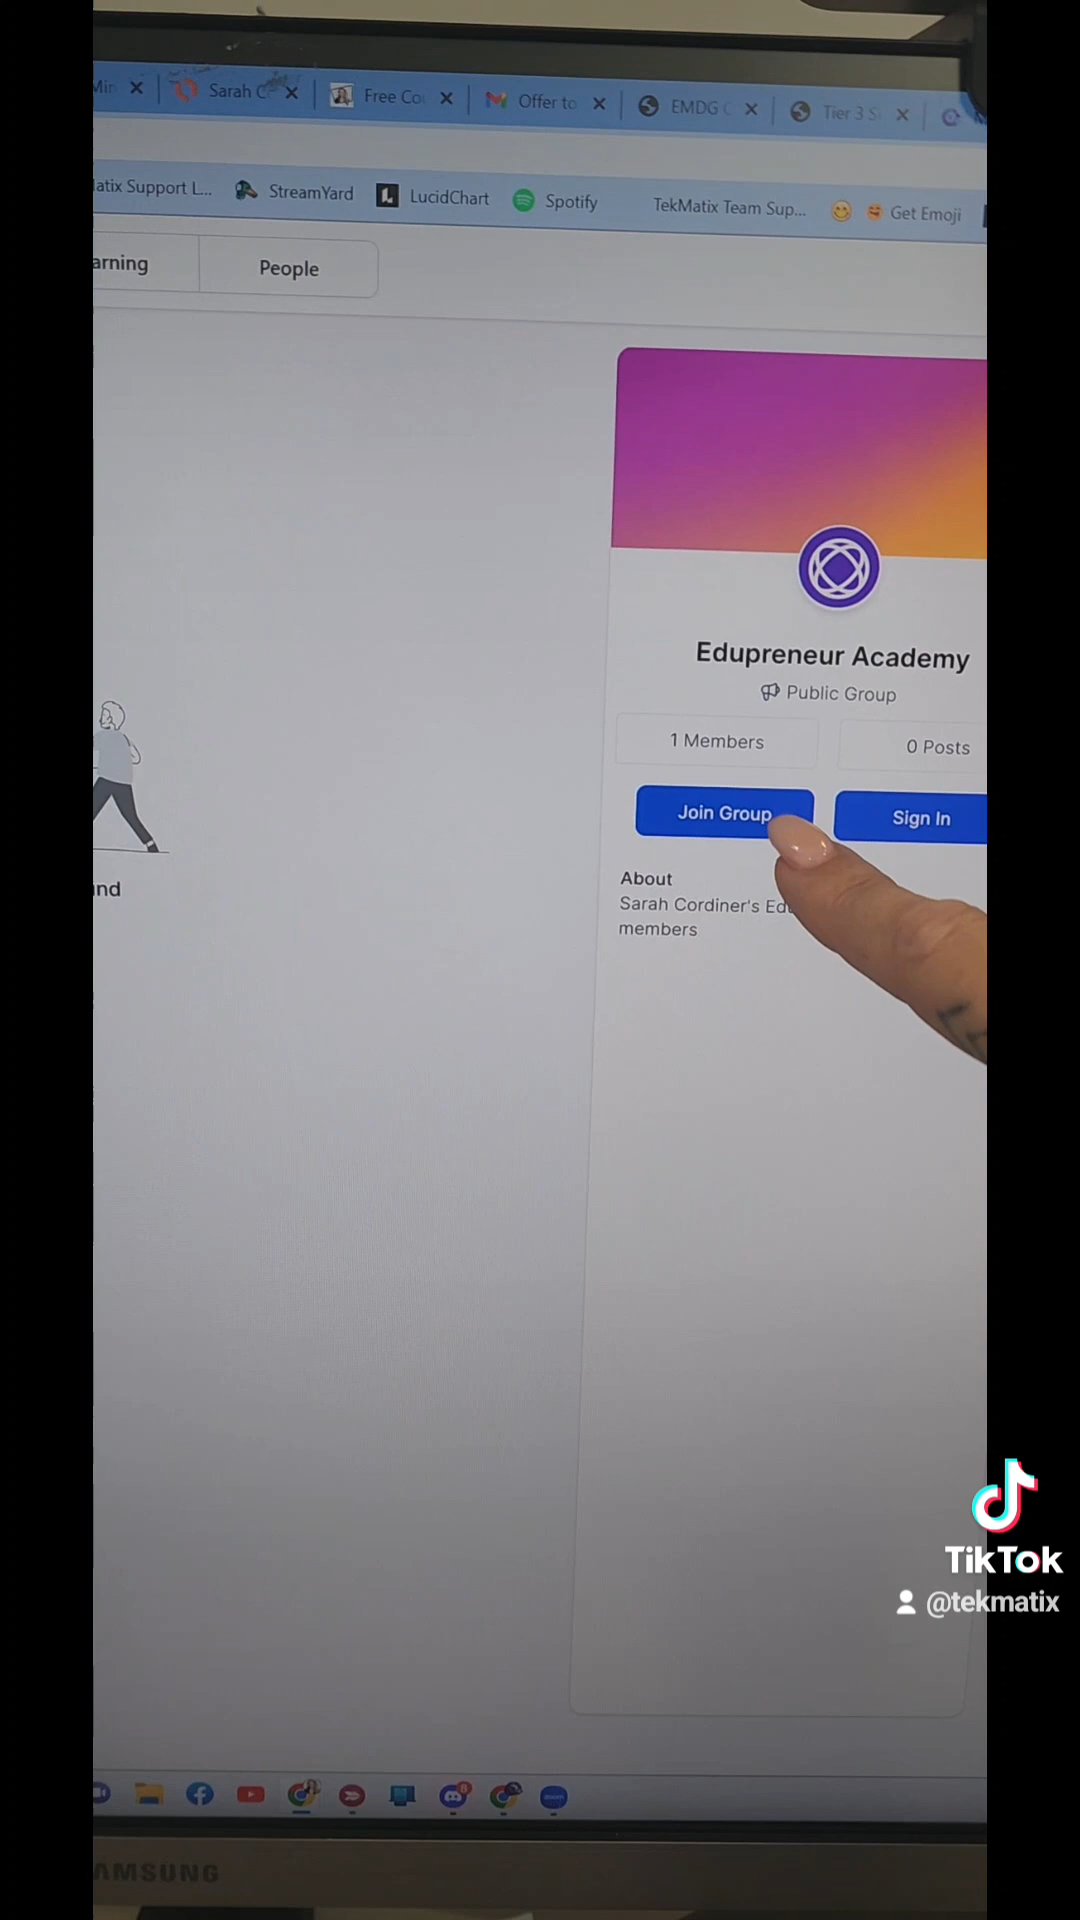 Sarah C
Free Co
Offer to
EMDG C
Tier 3 S
atix Support L...
StreamYard
LucidChart
Spotify
TekMatix Team Sup...
Get Emoji
arning
People
Edupreneur Academy
Public Group
1 Members
0 Posts
Join Group
Sign In
About
Sarah Cordiner's Edu
members
und
TikTok
@tekmatix
AMSUNG